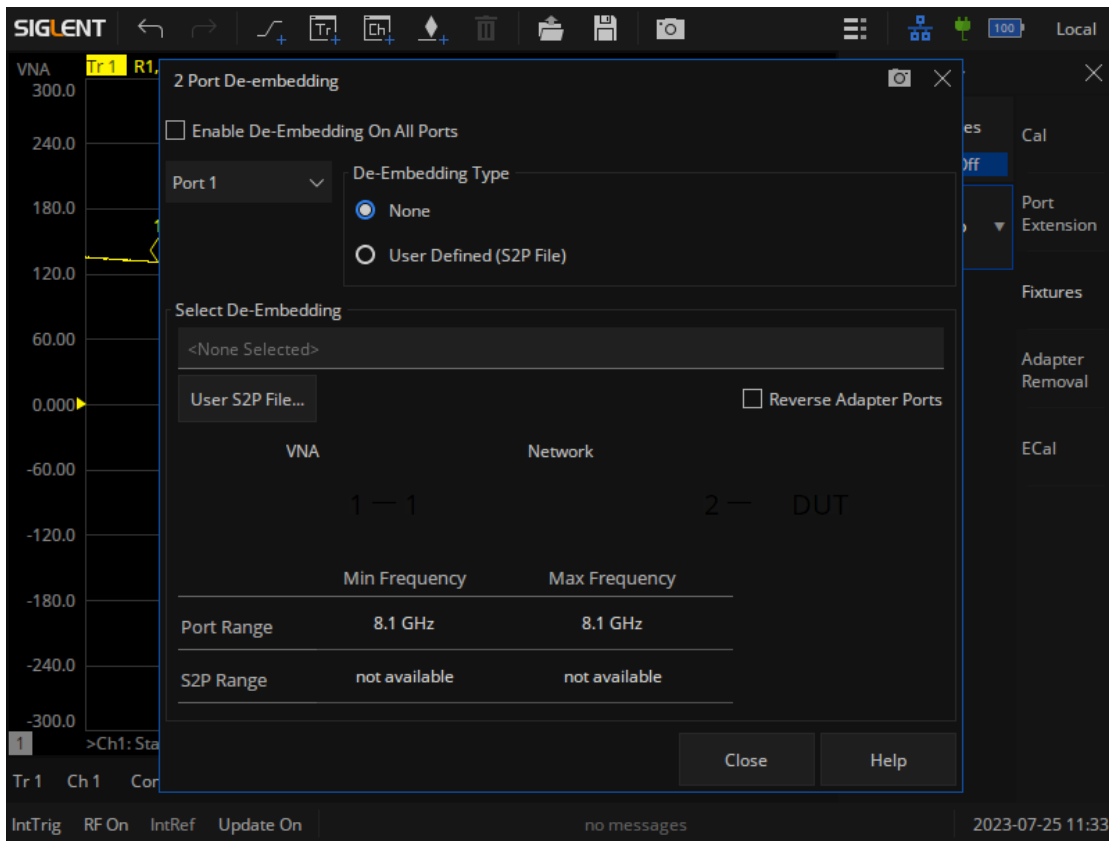 SIGLENT
Tr
Ch
100
Local
VNA
Tr 1 R1,
300.0
240.0
180.0
120.0
60.00
0.000
-60.00
-120.0
-180.0
-240.0
-300.0
2 Port De-embedding
Enable De-Embedding On All Ports
Port 1
De-Embedding Type
None
User Defined (S2P File)
Select De-Embedding
<None Selected>
User S2P File...
Reverse Adapter Ports
VNA Network
1 — 1 2 — DUT
Min Frequency Max Frequency
Port Range 8.1 GHz 8.1 GHz
S2P Range not available not available
Close Help
Cal
Port
Extension
Fixtures
Adapter
Removal
ECal
1 >Ch1: Sta
Tr 1 Ch 1 Cor
IntTrig RF On IntRef Update On no messages 2023-07-25 11:33